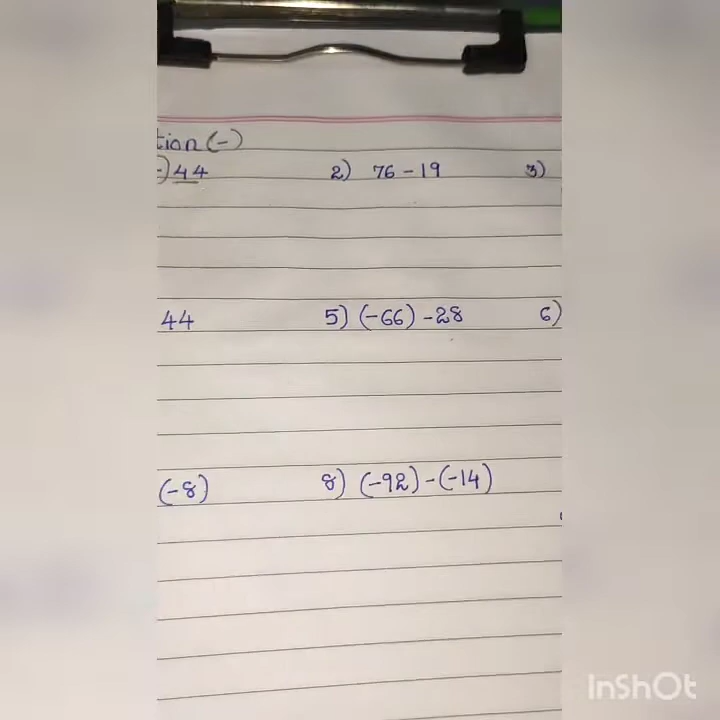 tion (-)
-) 44 2) 76 - 19 3)
44 5) (-66) - 28 6)
(-8) 8) (-92) - (-14)
InShOt